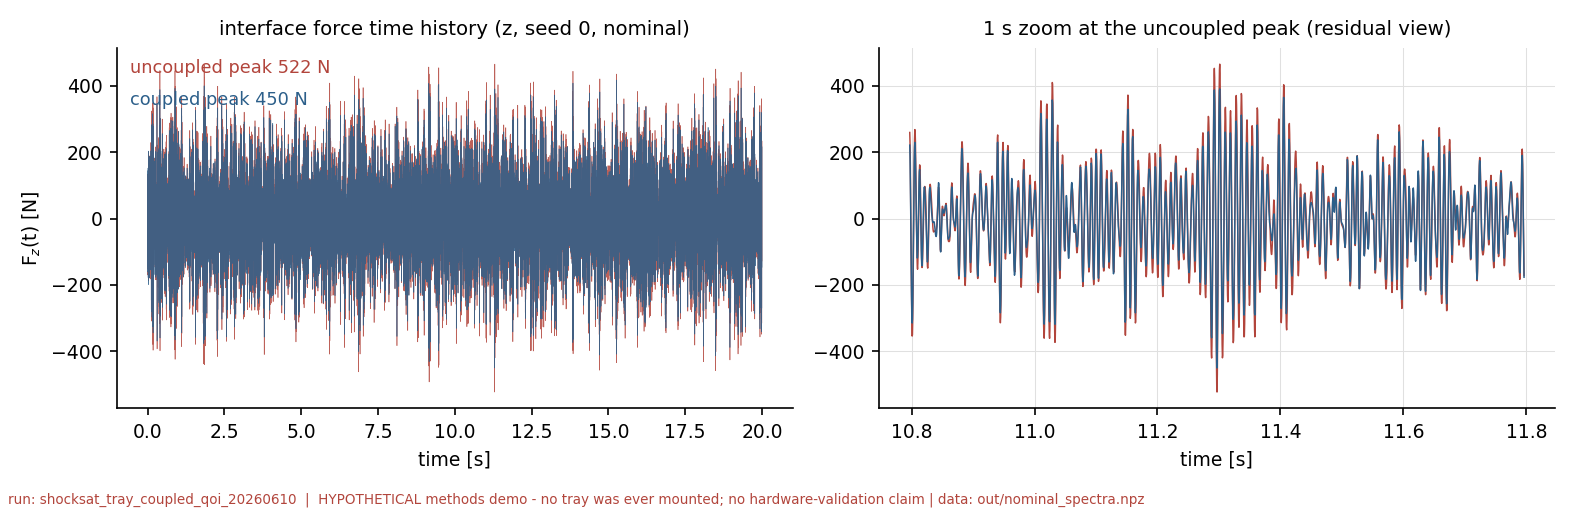 interface force time history (z, seed 0, nominal)
uncoupled peak 522 N
coupled peak 450 N
F_z(t) [N]
400
200
0
−200
−400
0.0 2.5 5.0 7.5 10.0 12.5 15.0 17.5 20.0
time [s]
1 s zoom at the uncoupled peak (residual view)
400
200
0
−200
−400
10.8 11.0 11.2 11.4 11.6 11.8
time [s]
run: shocksat_tray_coupled_qoi_20260610 | HYPOTHETICAL methods demo - no tray was ever mounted; no hardware-validation claim | data: out/nominal_spectra.npz